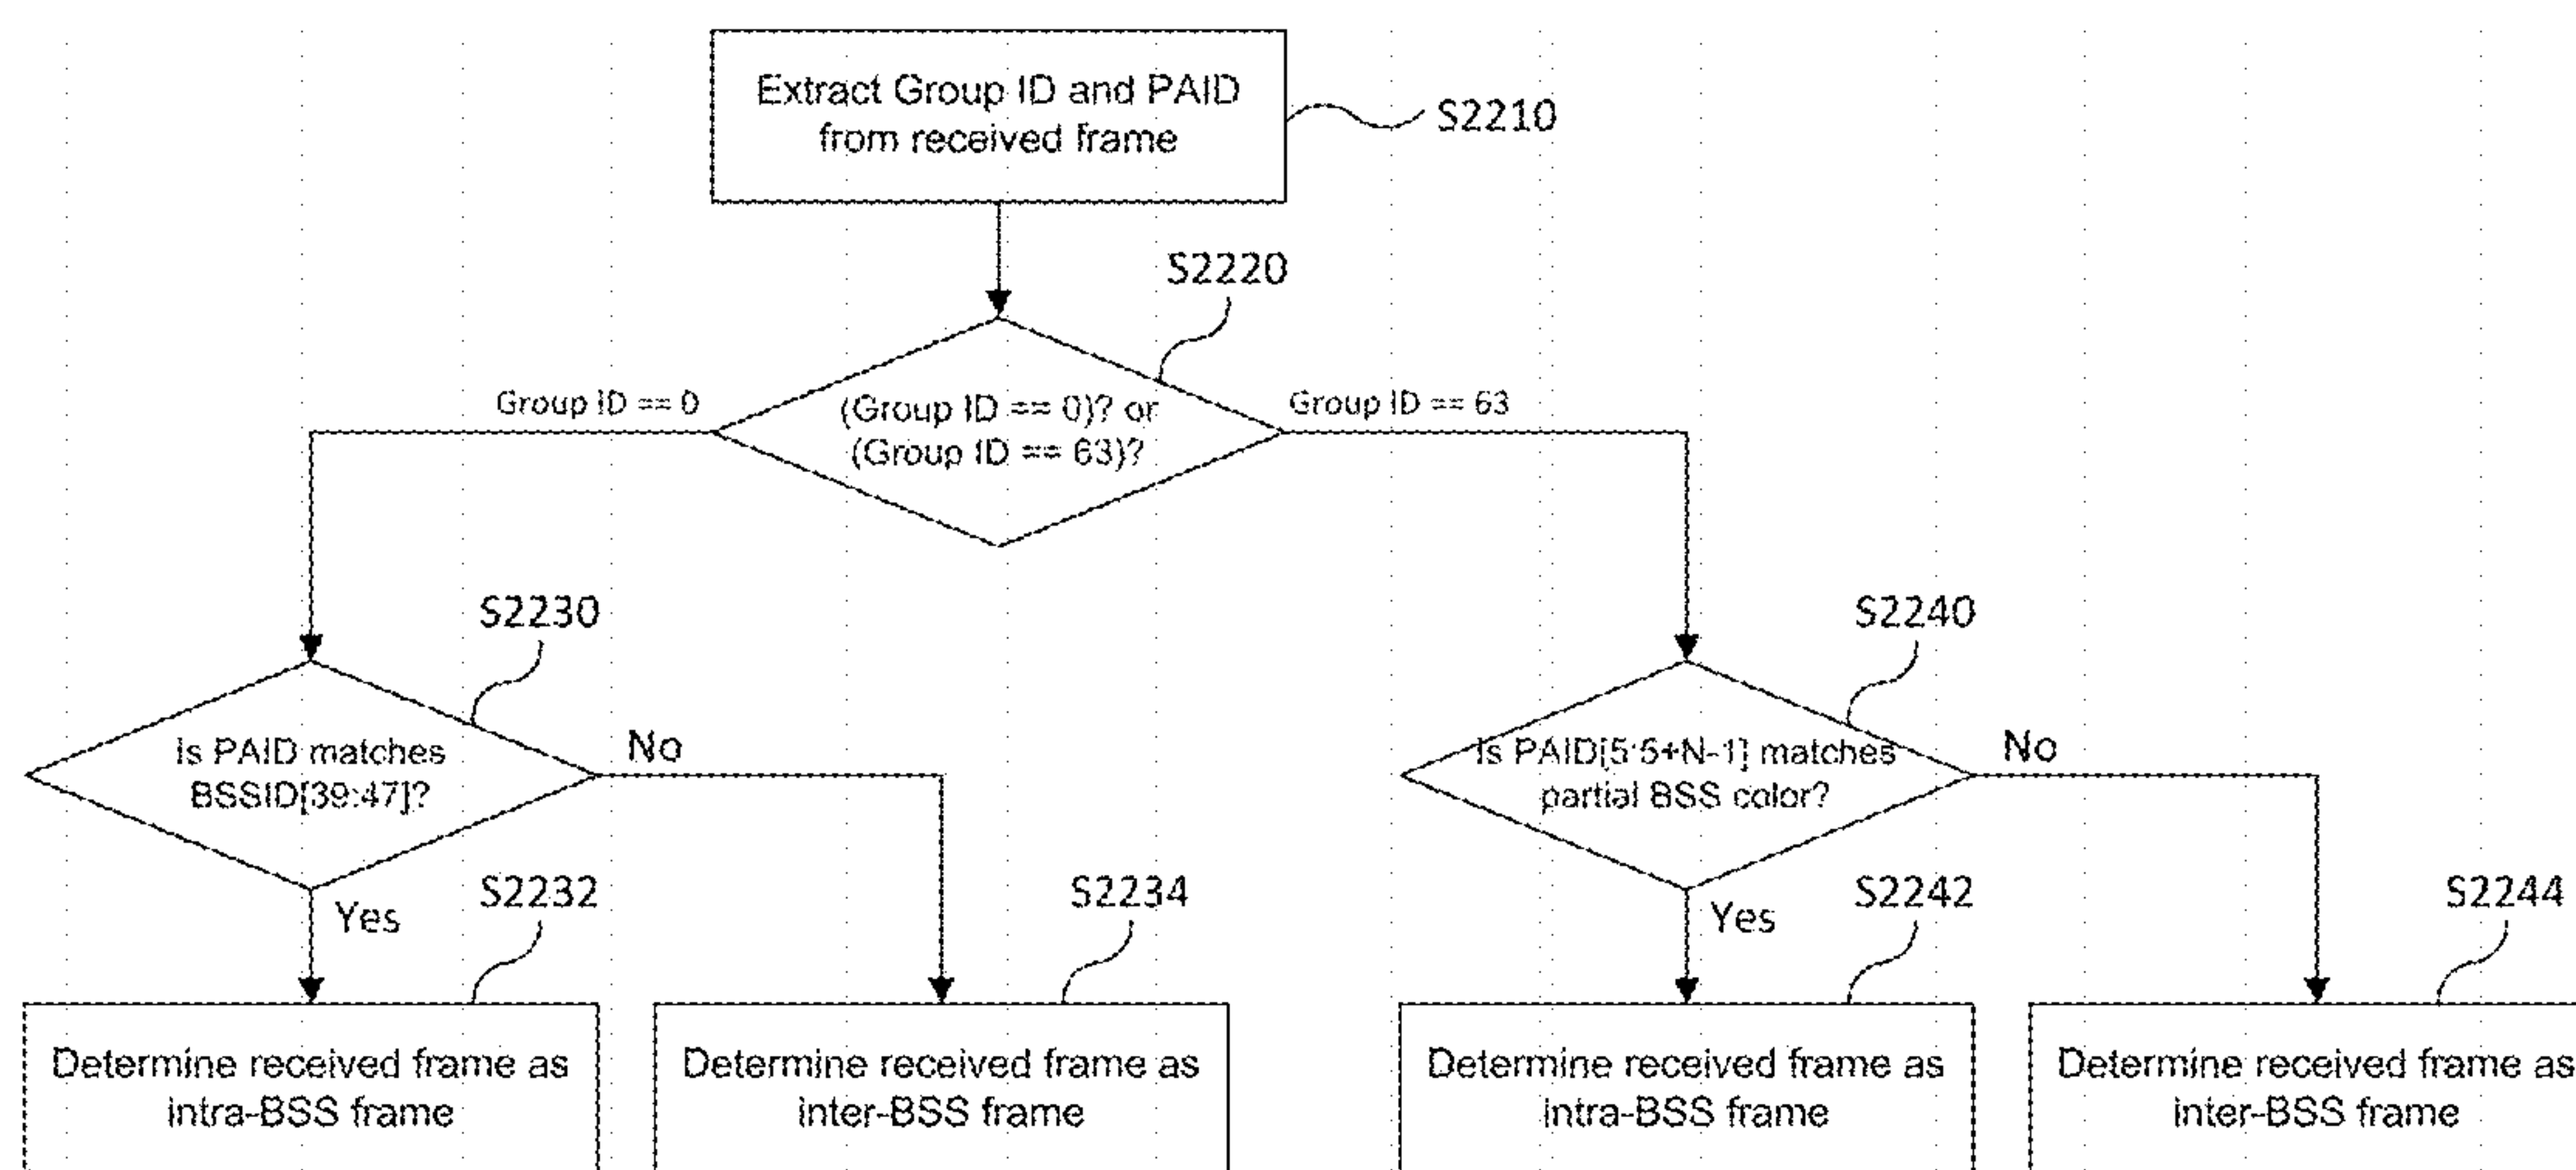 Extract Group ID and PAID
from received frame
S2210
S2220
Group ID == 0
(Group ID == 0)? or
(Group ID == 63)?
Group ID == 63
S2230
S2240
Is PAID matches
BSSID[39:47]?
No
Is PAID[5:5+N-1] matches
partial BSS color?
No
Yes
S2232
S2234
Yes
S2242
S2244
Determine received frame as
intra-BSS frame
Determine received frame as
inter-BSS frame
Determine received frame as
intra-BSS frame
Determine received frame as
inter-BSS frame